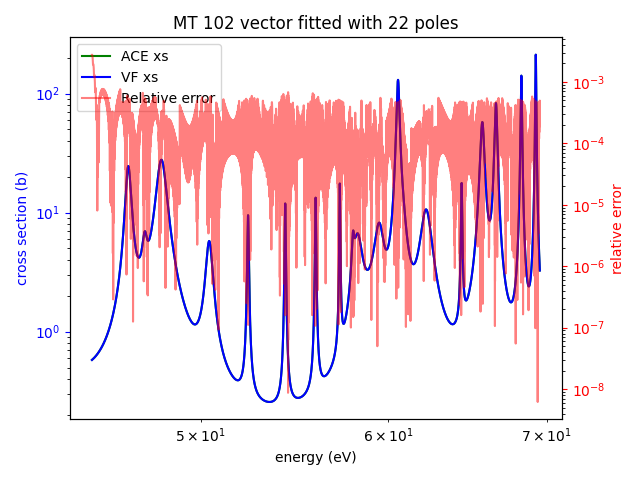 MT 102 vector fitted with 22 poles
ACE xs
VF xs
Relative error
10²
10¹
10⁰
cross section (b)
10⁻³
10⁻⁴
10⁻⁵
10⁻⁶
10⁻⁷
10⁻⁸
relative error
5 × 10¹
6 × 10¹
7 × 10¹
energy (eV)